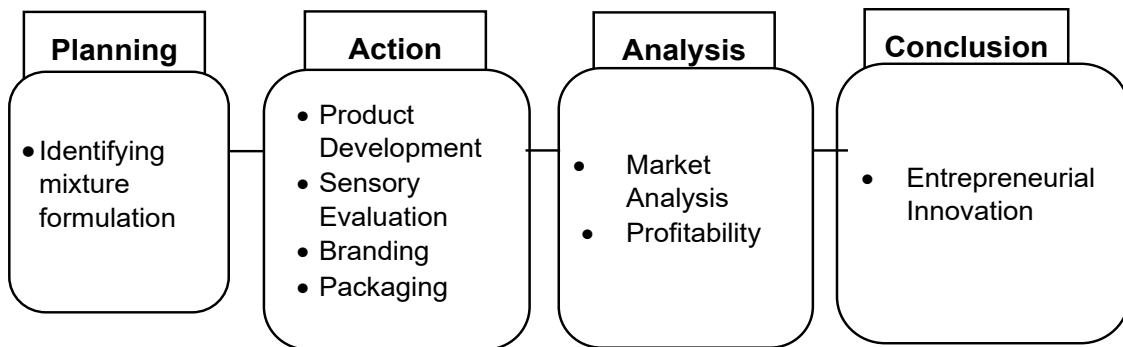 Planning
• Identifying
mixture
formulation
Action
• Product
Development
• Sensory
Evaluation
• Branding
• Packaging
Analysis
• Market
Analysis
• Profitability
Conclusion
• Entrepreneurial
Innovation